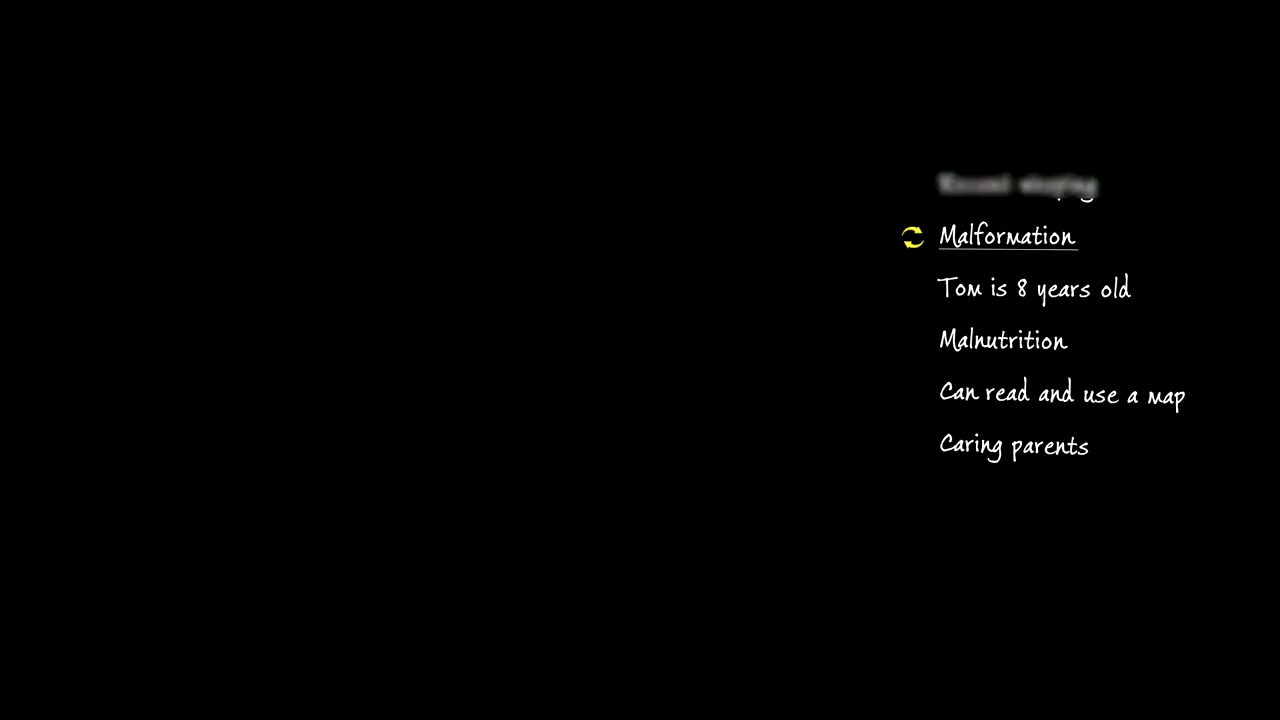 Malformation
Tom is 8 years old
Malnutrition
Can read and use a map
Caring parents